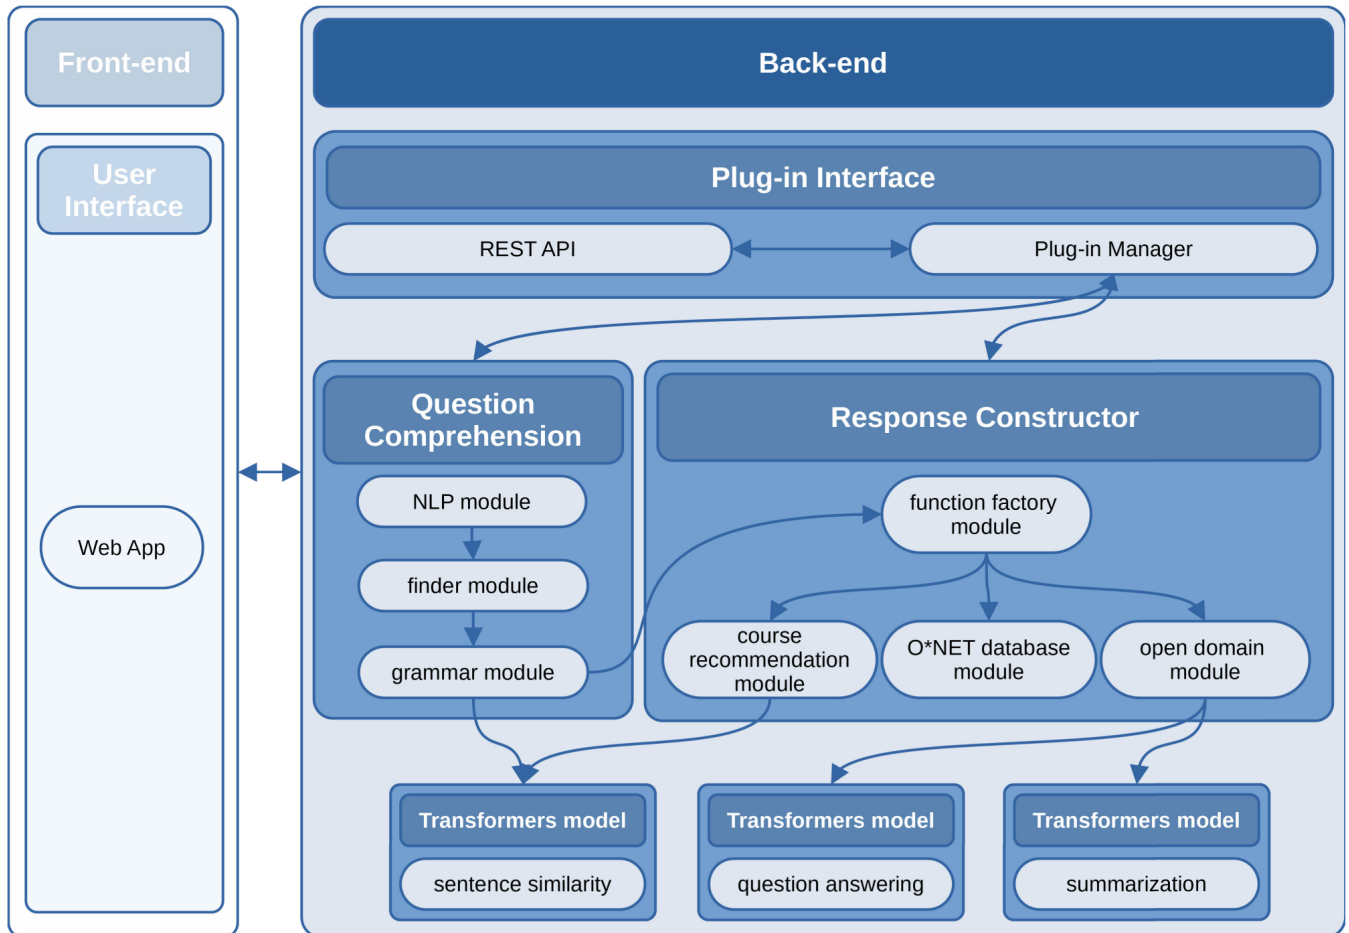 Front-end
User
Interface
Web App
Back-end
Plug-in Interface
REST API
Plug-in Manager
Question
Comprehension
NLP module
finder module
grammar module
Response Constructor
function factory
module
course
recommendation
module
O*NET database
module
open domain
module
Transformers model
sentence similarity
Transformers model
question answering
Transformers model
summarization